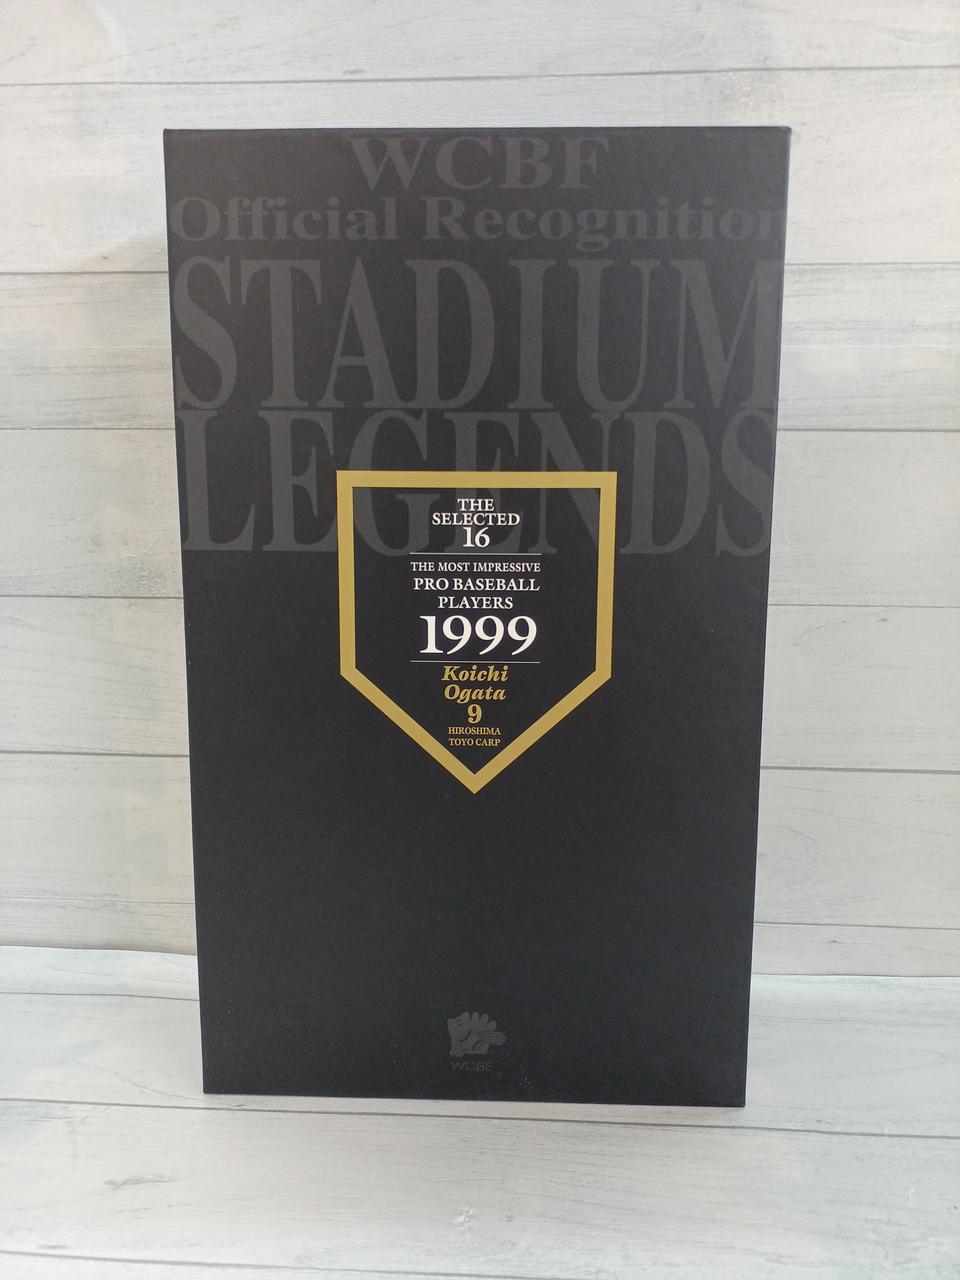 WCBF
Official Recognition
STADIUM
LEGENDS
THE
SELECTED
16
THE MOST IMPRESSIVE
PRO BASEBALL
PLAYERS
1999
Koichi
Ogata
9
HIROSHIMA
TOYO CARP
WCBF